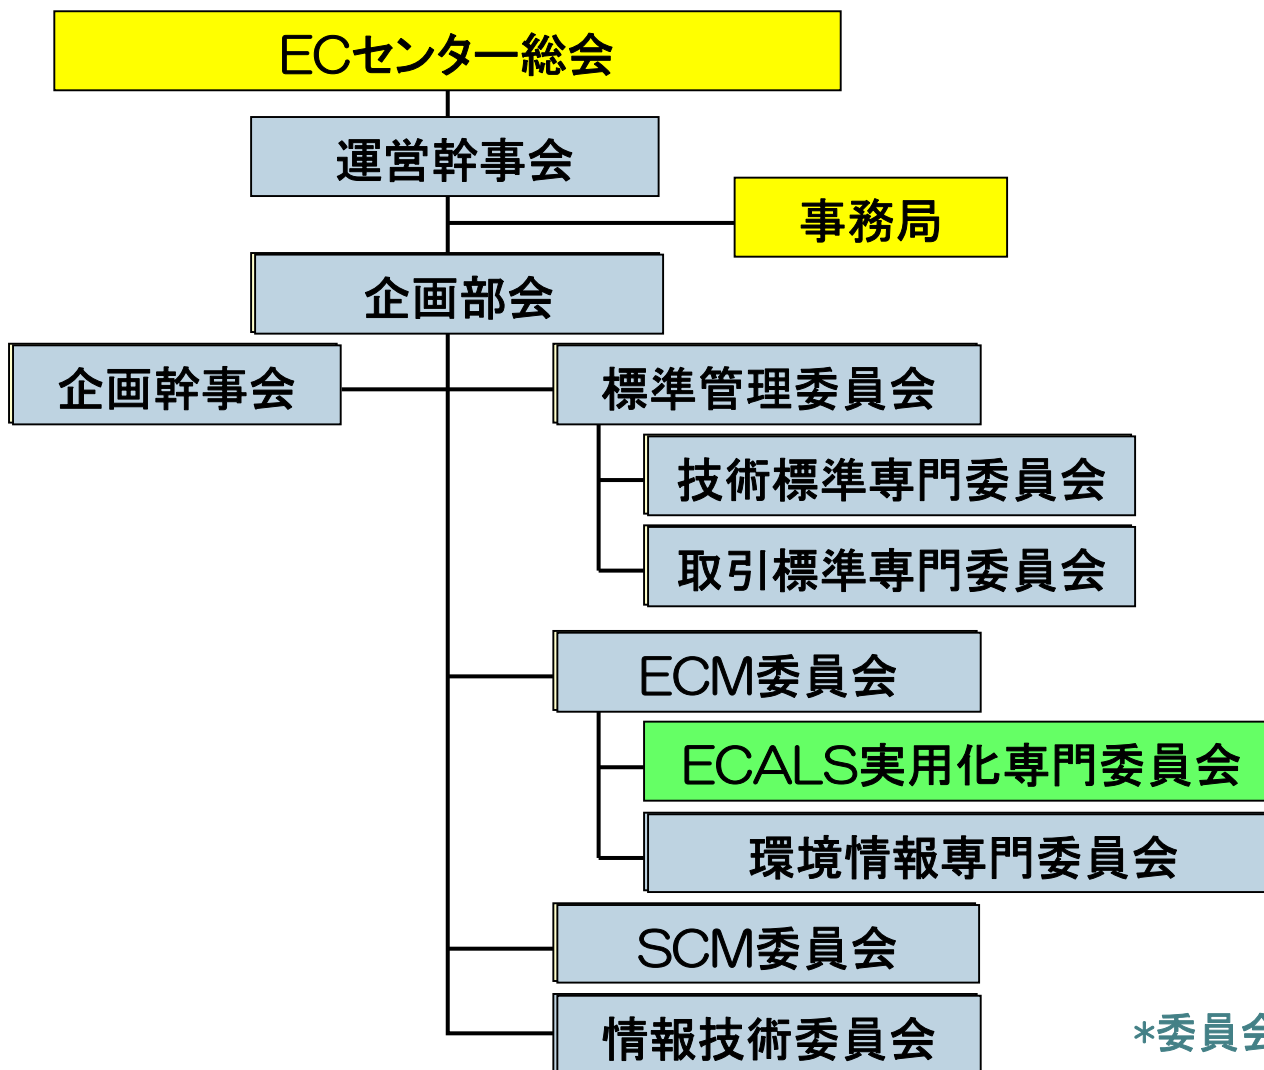 ECセンター総会
運営幹事会
事務局
企画部会
企画幹事会
標準管理委員会
技術標準専門委員会
取引標準専門委員会
ECM委員会
ECALS実用化専門委員会
環境情報専門委員会
SCM委員会
情報技術委員会
*委員会